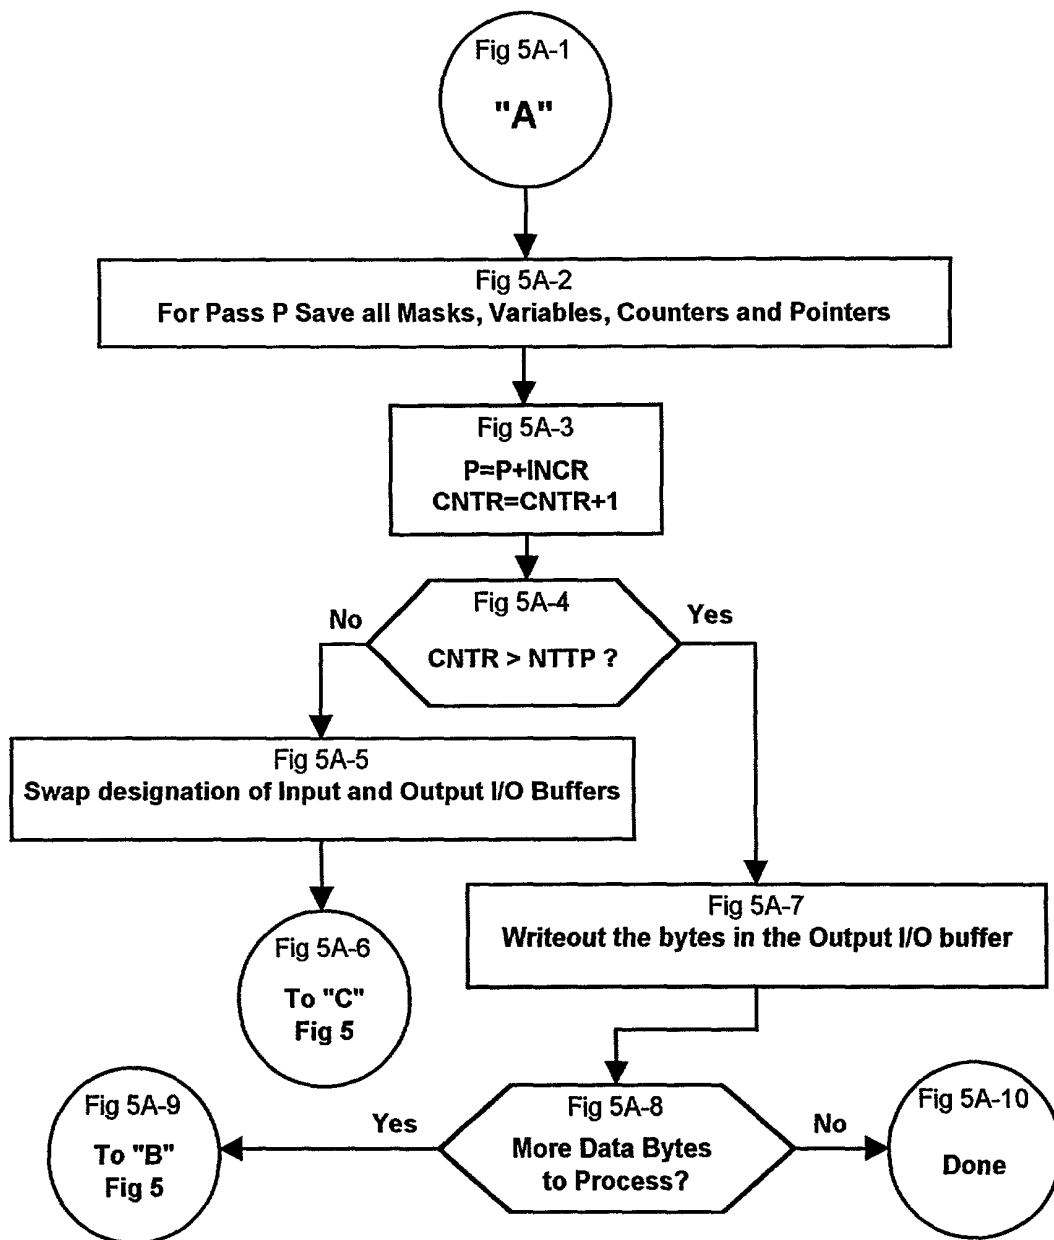 Fig 5A-1
"A"
Fig 5A-2
For Pass P Save all Masks, Variables, Counters and Pointers
Fig 5A-3
P=P+INCR
CNTR=CNTR+1
Fig 5A-4
No
Yes
CNTR > NTTP ?
Fig 5A-5
Swap designation of Input and Output I/O Buffers
Fig 5A-7
Writeout the bytes in the Output I/O buffer
Fig 5A-6
To "C"
Fig 5
Fig 5A-9
To "B"
Fig 5
Yes
Fig 5A-8
More Data Bytes
to Process?
No
Fig 5A-10
Done